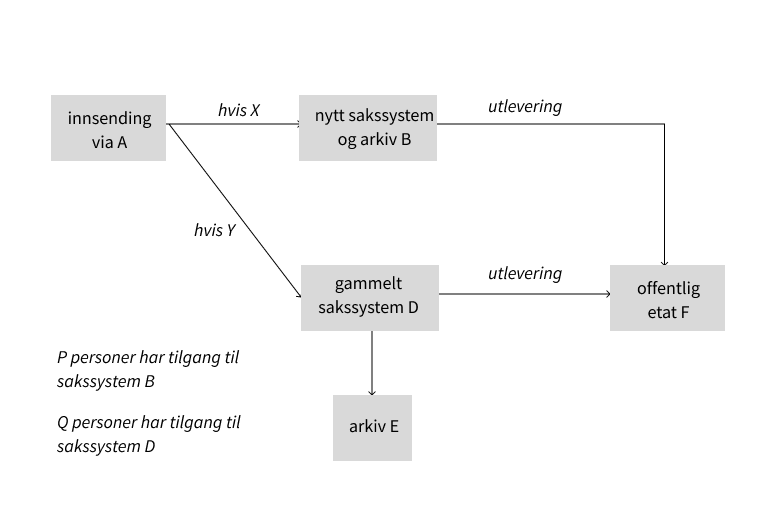 innsending
via A
hvis X
nytt sakssystem
og arkiv B
utlevering
hvis Y
gammelt
sakssystem D
utlevering
offentlig
etat F
P personer har tilgang til
sakssystem B
Q personer har tilgang til
sakssystem D
arkiv E